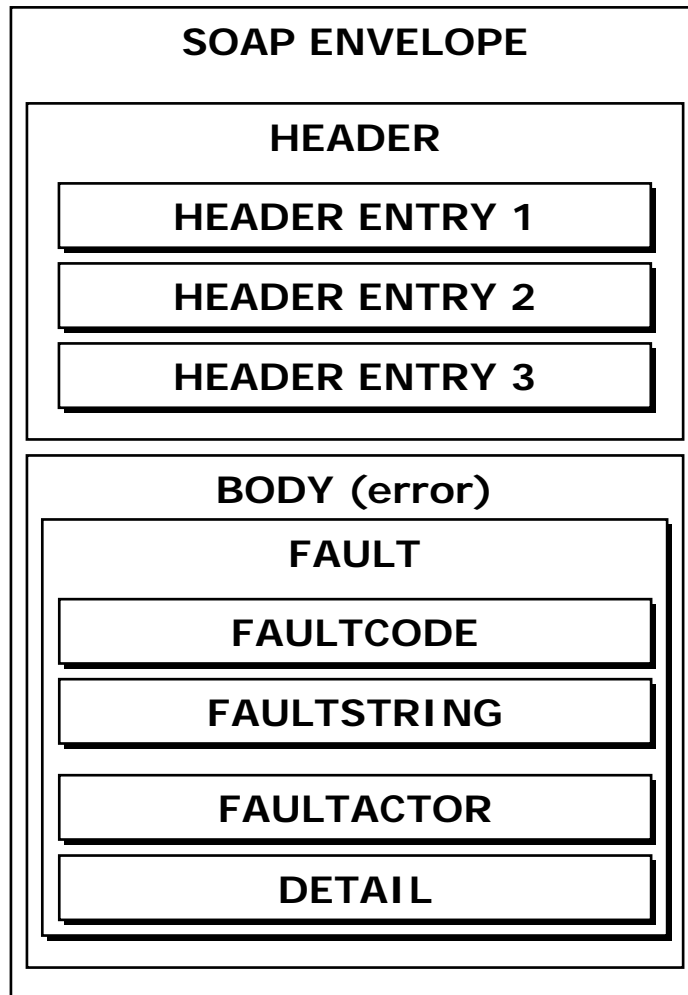 SOAP ENVELOPE
HEADER
HEADER ENTRY 1
HEADER ENTRY 2
HEADER ENTRY 3
BODY (error)
FAULT
FAULTCODE
FAULTSTRING
FAULTACTOR
DETAIL